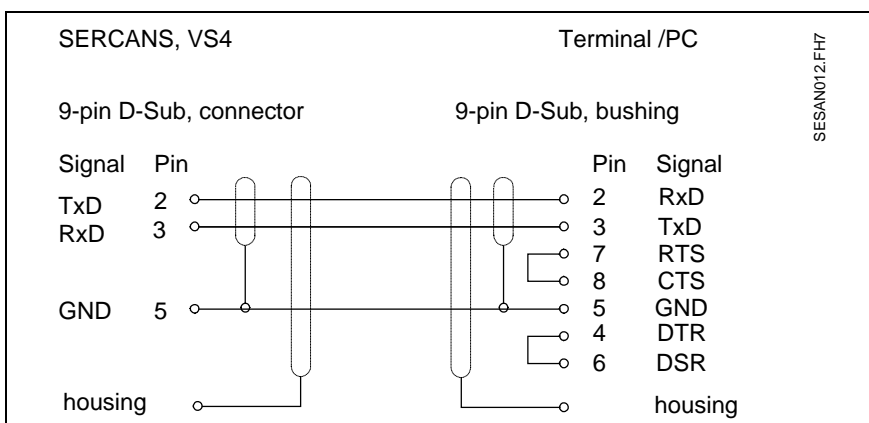 SERCANS, VS4 Terminal /PC
SESAN012.FH7
9-pin D-Sub, connector 9-pin D-Sub, bushing
Signal Pin Pin Signal
TxD 2 2 RxD
RxD 3 3 TxD
7 RTS
8 CTS
GND 5 5 GND
4 DTR
6 DSR
housing housing